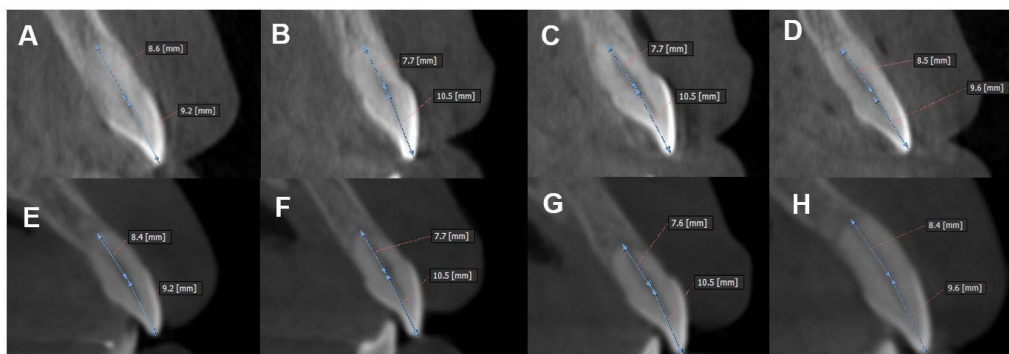 A
8.6 [mm]
9.2 [mm]
B
7.7 [mm]
10.5 [mm]
C
7.7 [mm]
10.5 [mm]
D
8.5 [mm]
9.6 [mm]
E
8.4 [mm]
9.2 [mm]
F
7.7 [mm]
10.5 [mm]
G
7.6 [mm]
10.5 [mm]
H
8.4 [mm]
9.6 [mm]